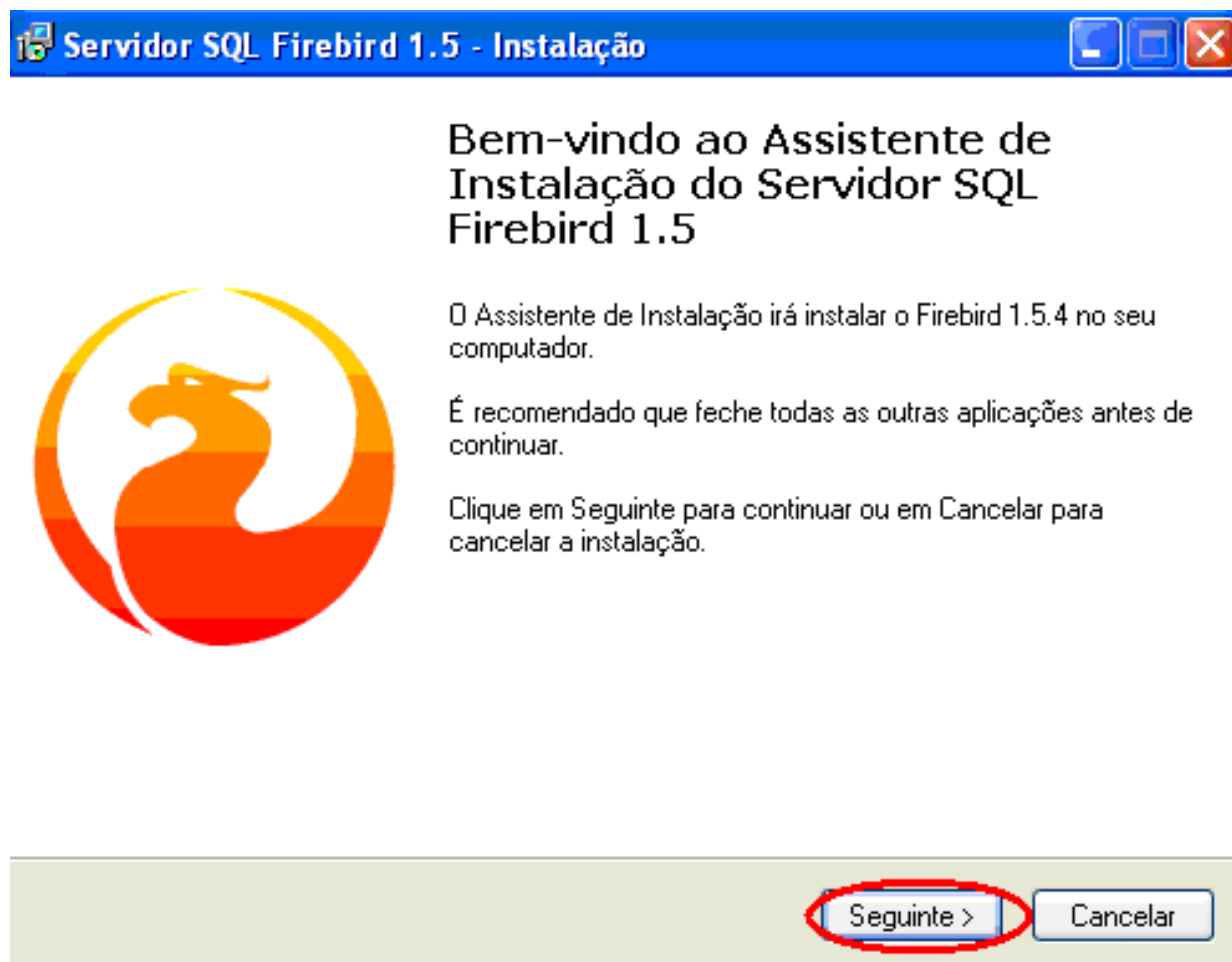 Servidor SQL Firebird 1.5 - Instalação
Bem-vindo ao Assistente de
Instalação do Servidor SQL
Firebird 1.5
O Assistente de Instalação irá instalar o Firebird 1.5.4 no seu
computador.
É recomendado que feche todas as outras aplicações antes de
continuar.
Clique em Seguinte para continuar ou em Cancelar para
cancelar a instalação.
Seguinte >
Cancelar